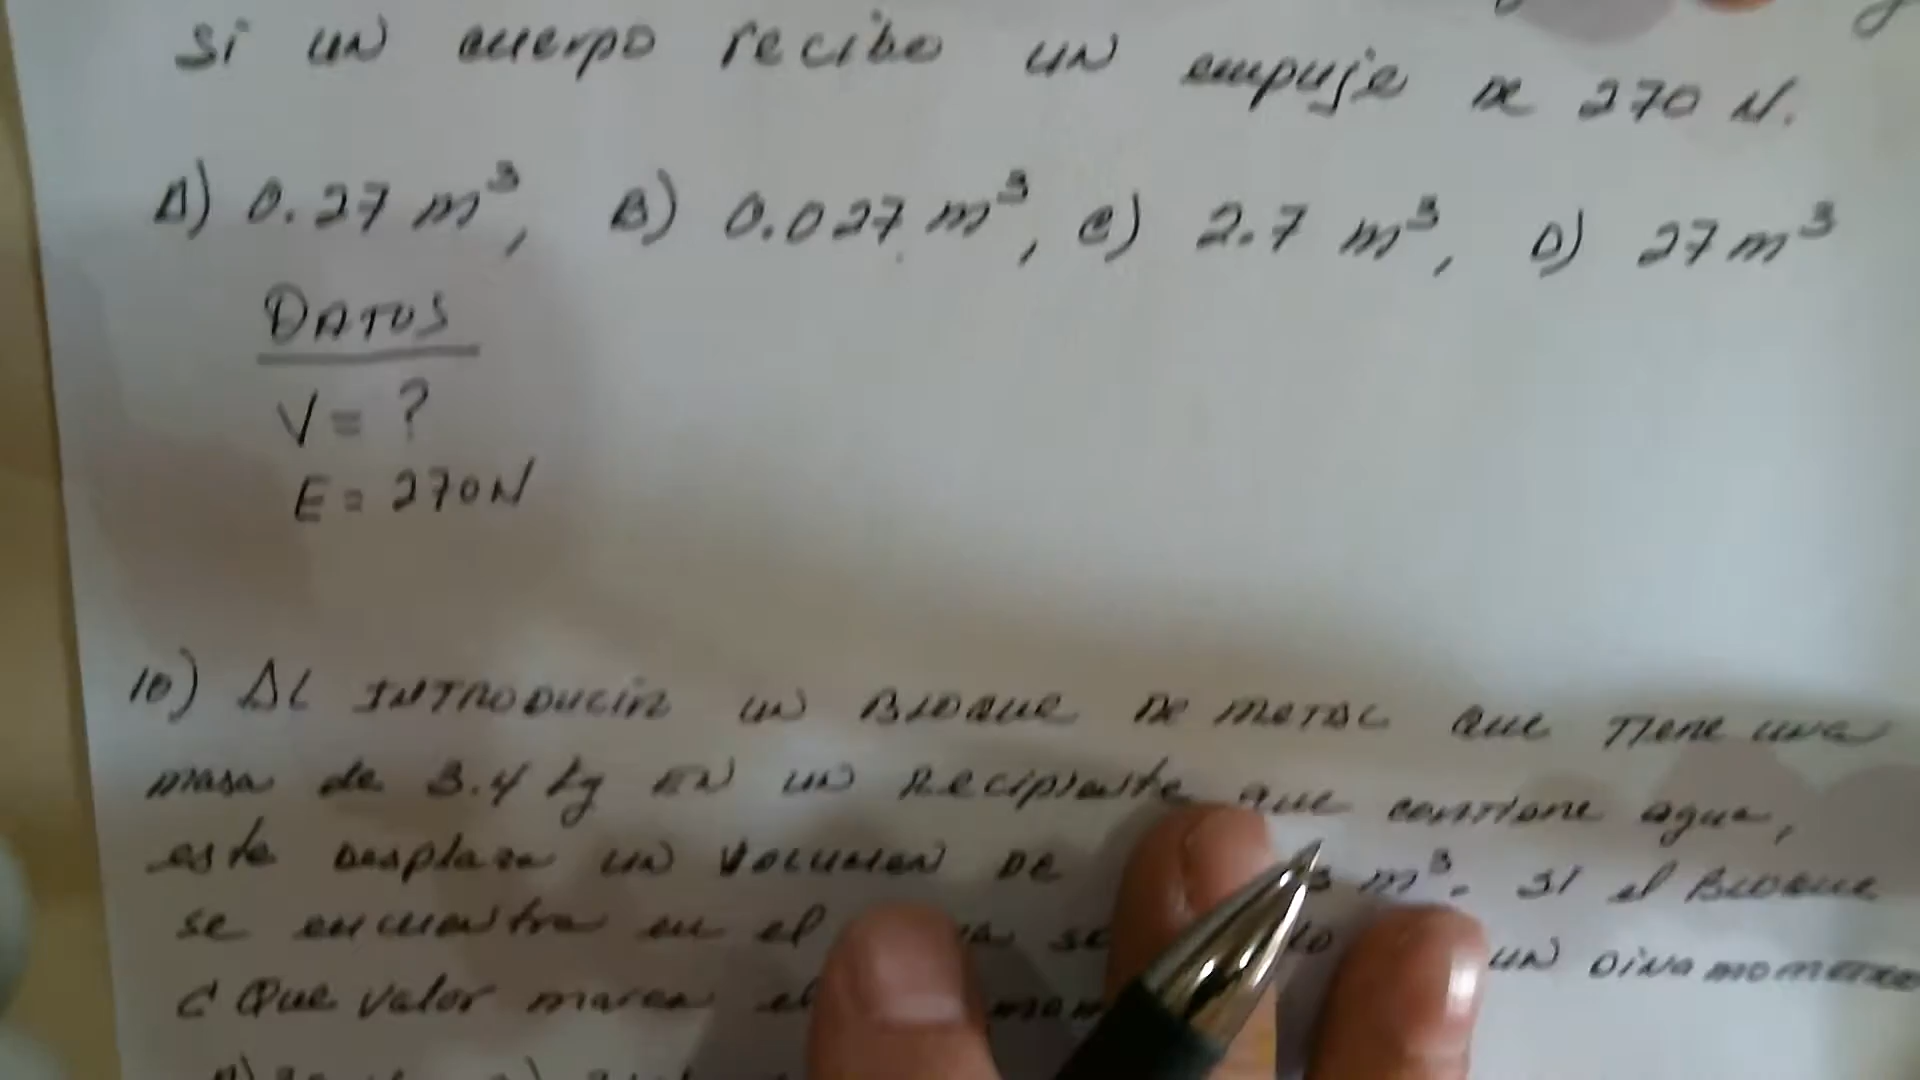 si un cuerpo recibe un empuje de 270 N.
A) 0.27 m³, B) 0.027 m³, C) 2.7 m³, D) 27 m³
DATOS
V = ?
E = 270 N
10) AL INTRODUCIR un BLOQUE DE METAL que TIENE una
masa de 3.4 kg EN un Recipiente que contiene agua,
este desplaza un VOLUMEN DE m³. SI el BLOQUE
se encuentra en el UN DINAMOMETRO
¿ Que valor marca el